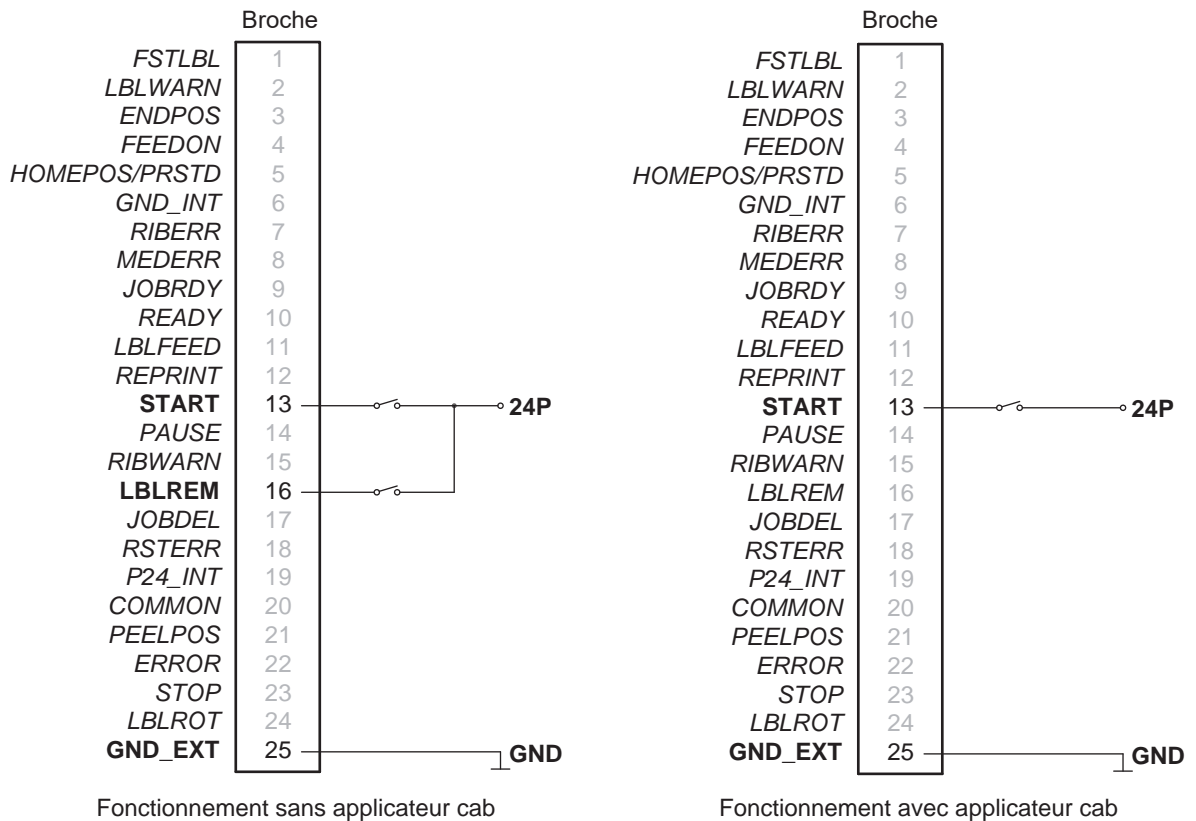 Broche
FSTLBL 1
LBLWARN 2
ENDPOS 3
FEEDON 4
HOMEPOS/PRSTD 5
GND_INT 6
RIBERR 7
MEDERR 8
JOBRDY 9
READY 10
LBLFEED 11
REPRINT 12
START 13 24P
PAUSE 14
RIBWARN 15
LBLREM 16
JOBDEL 17
RSTERR 18
P24_INT 19
COMMON 20
PEELPOS 21
ERROR 22
STOP 23
LBLROT 24
GND_EXT 25 GND
Fonctionnement sans applicateur cab
Broche
FSTLBL 1
LBLWARN 2
ENDPOS 3
FEEDON 4
HOMEPOS/PRSTD 5
GND_INT 6
RIBERR 7
MEDERR 8
JOBRDY 9
READY 10
LBLFEED 11
REPRINT 12
START 13 24P
PAUSE 14
RIBWARN 15
LBLREM 16
JOBDEL 17
RSTERR 18
P24_INT 19
COMMON 20
PEELPOS 21
ERROR 22
STOP 23
LBLROT 24
GND_EXT 25 GND
Fonctionnement avec applicateur cab